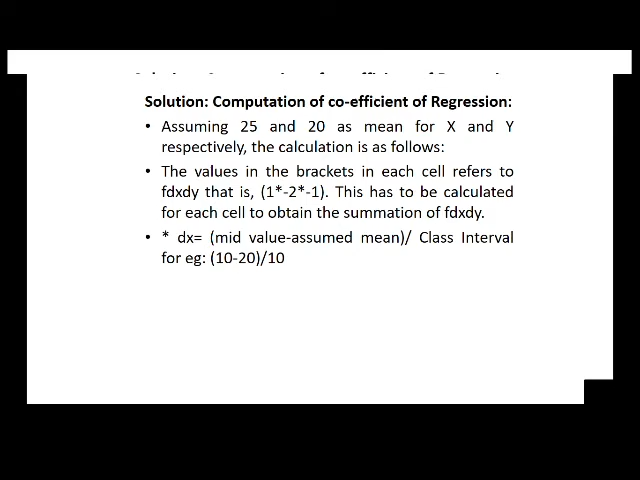 Solution: Computation of co-efficient of Regression:
• Assuming 25 and 20 as mean for X and Y
respectively, the calculation is as follows:
• The values in the brackets in each cell refers to
fdxdy that is, (1*-2*-1). This has to be calculated
for each cell to obtain the summation of fdxdy.
• * dx= (mid value-assumed mean)/ Class Interval
for eg: (10-20)/10